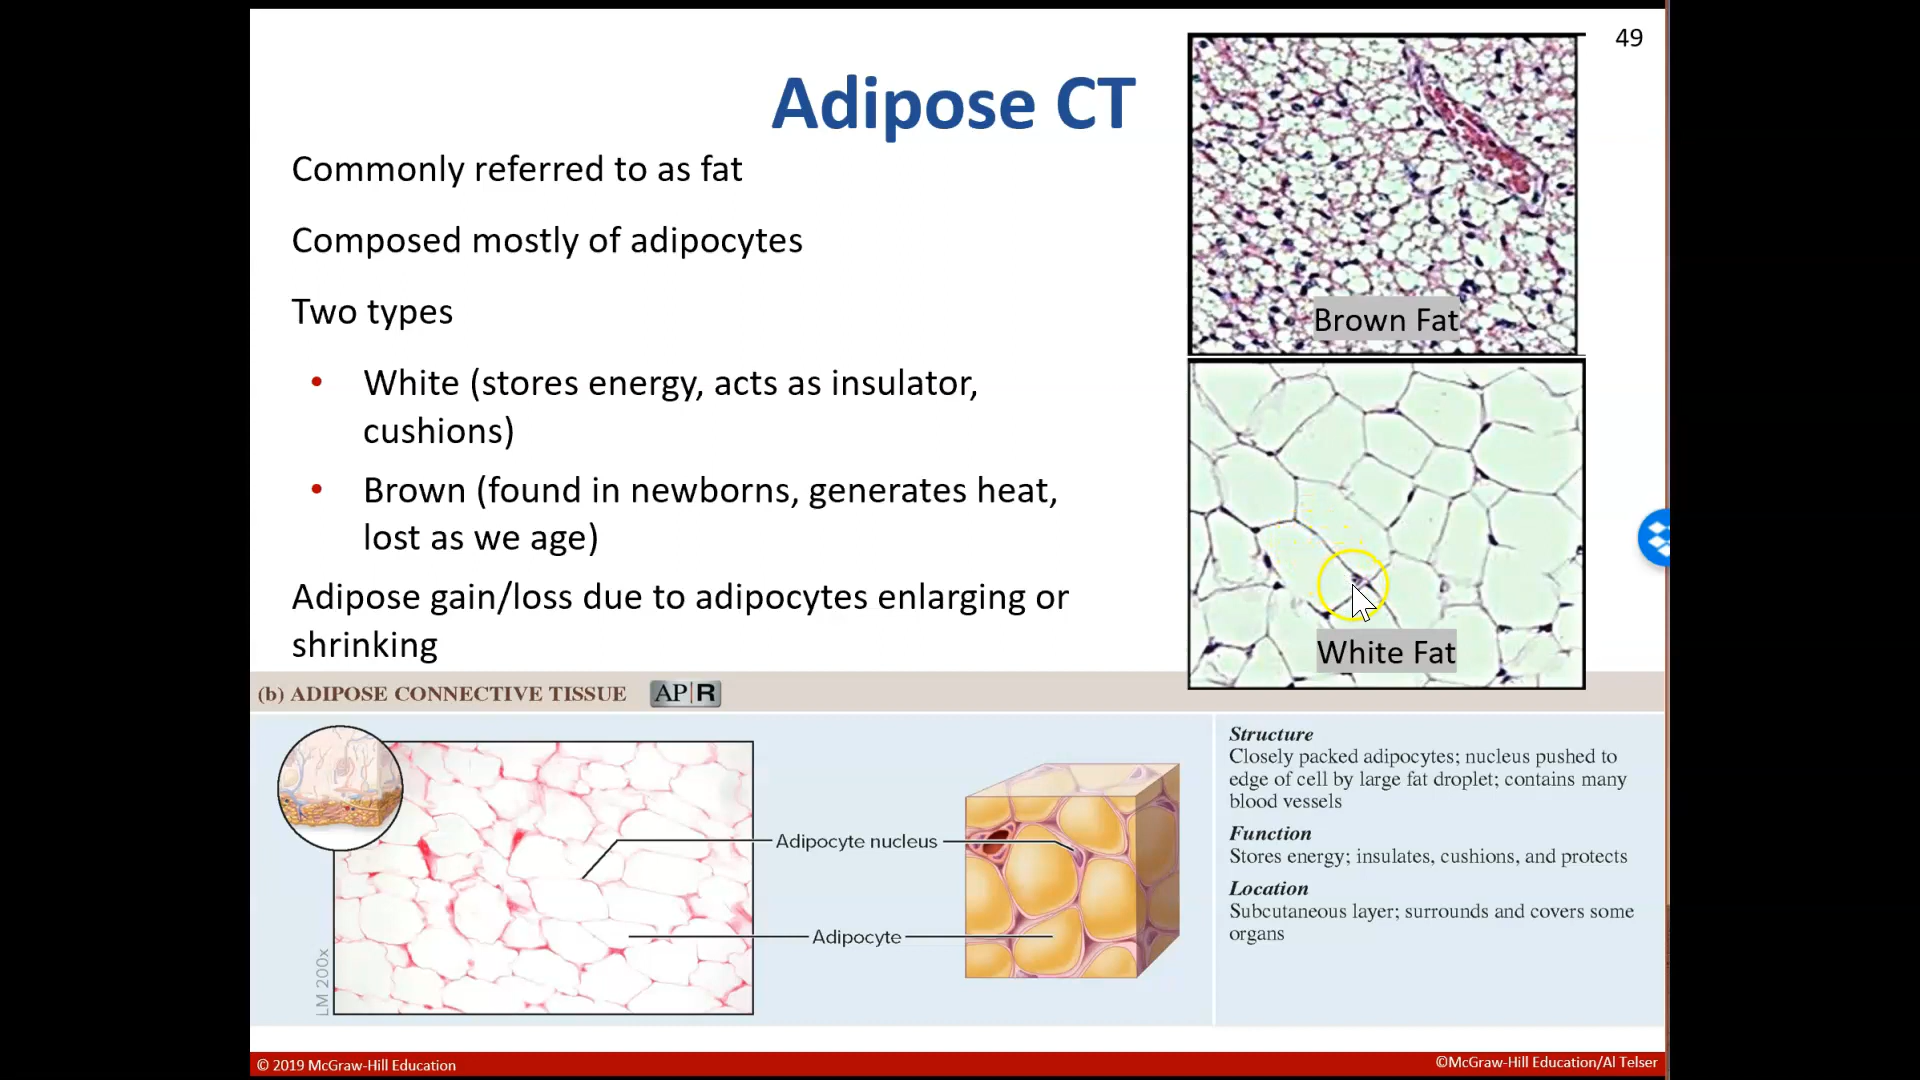 49
Adipose CT
Commonly referred to as fat
Composed mostly of adipocytes
Two types
• White (stores energy, acts as insulator,
cushions)
• Brown (found in newborns, generates heat,
lost as we age)
Adipose gain/loss due to adipocytes enlarging or
shrinking
Brown Fat
White Fat
(b) ADIPOSE CONNECTIVE TISSUE AP|R
LM 200x
Adipocyte nucleus
Adipocyte
Structure
Closely packed adipocytes; nucleus pushed to
edge of cell by large fat droplet; contains many
blood vessels
Function
Stores energy; insulates, cushions, and protects
Location
Subcutaneous layer; surrounds and covers some
organs
© 2019 McGraw-Hill Education
©McGraw-Hill Education/Al Telser